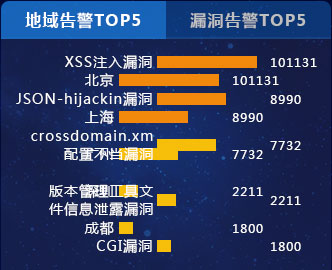 地域告警TOP5
漏洞告警TOP5
XSS注入漏洞
101131
北京
101131
JSON-hijackin漏洞
8990
上海
8990
crossdomain.xm
7732
配置不当漏洞
7732
版本管理工具文
2211
件信息泄露漏洞
2211
成都
1800
CGI漏洞
1800